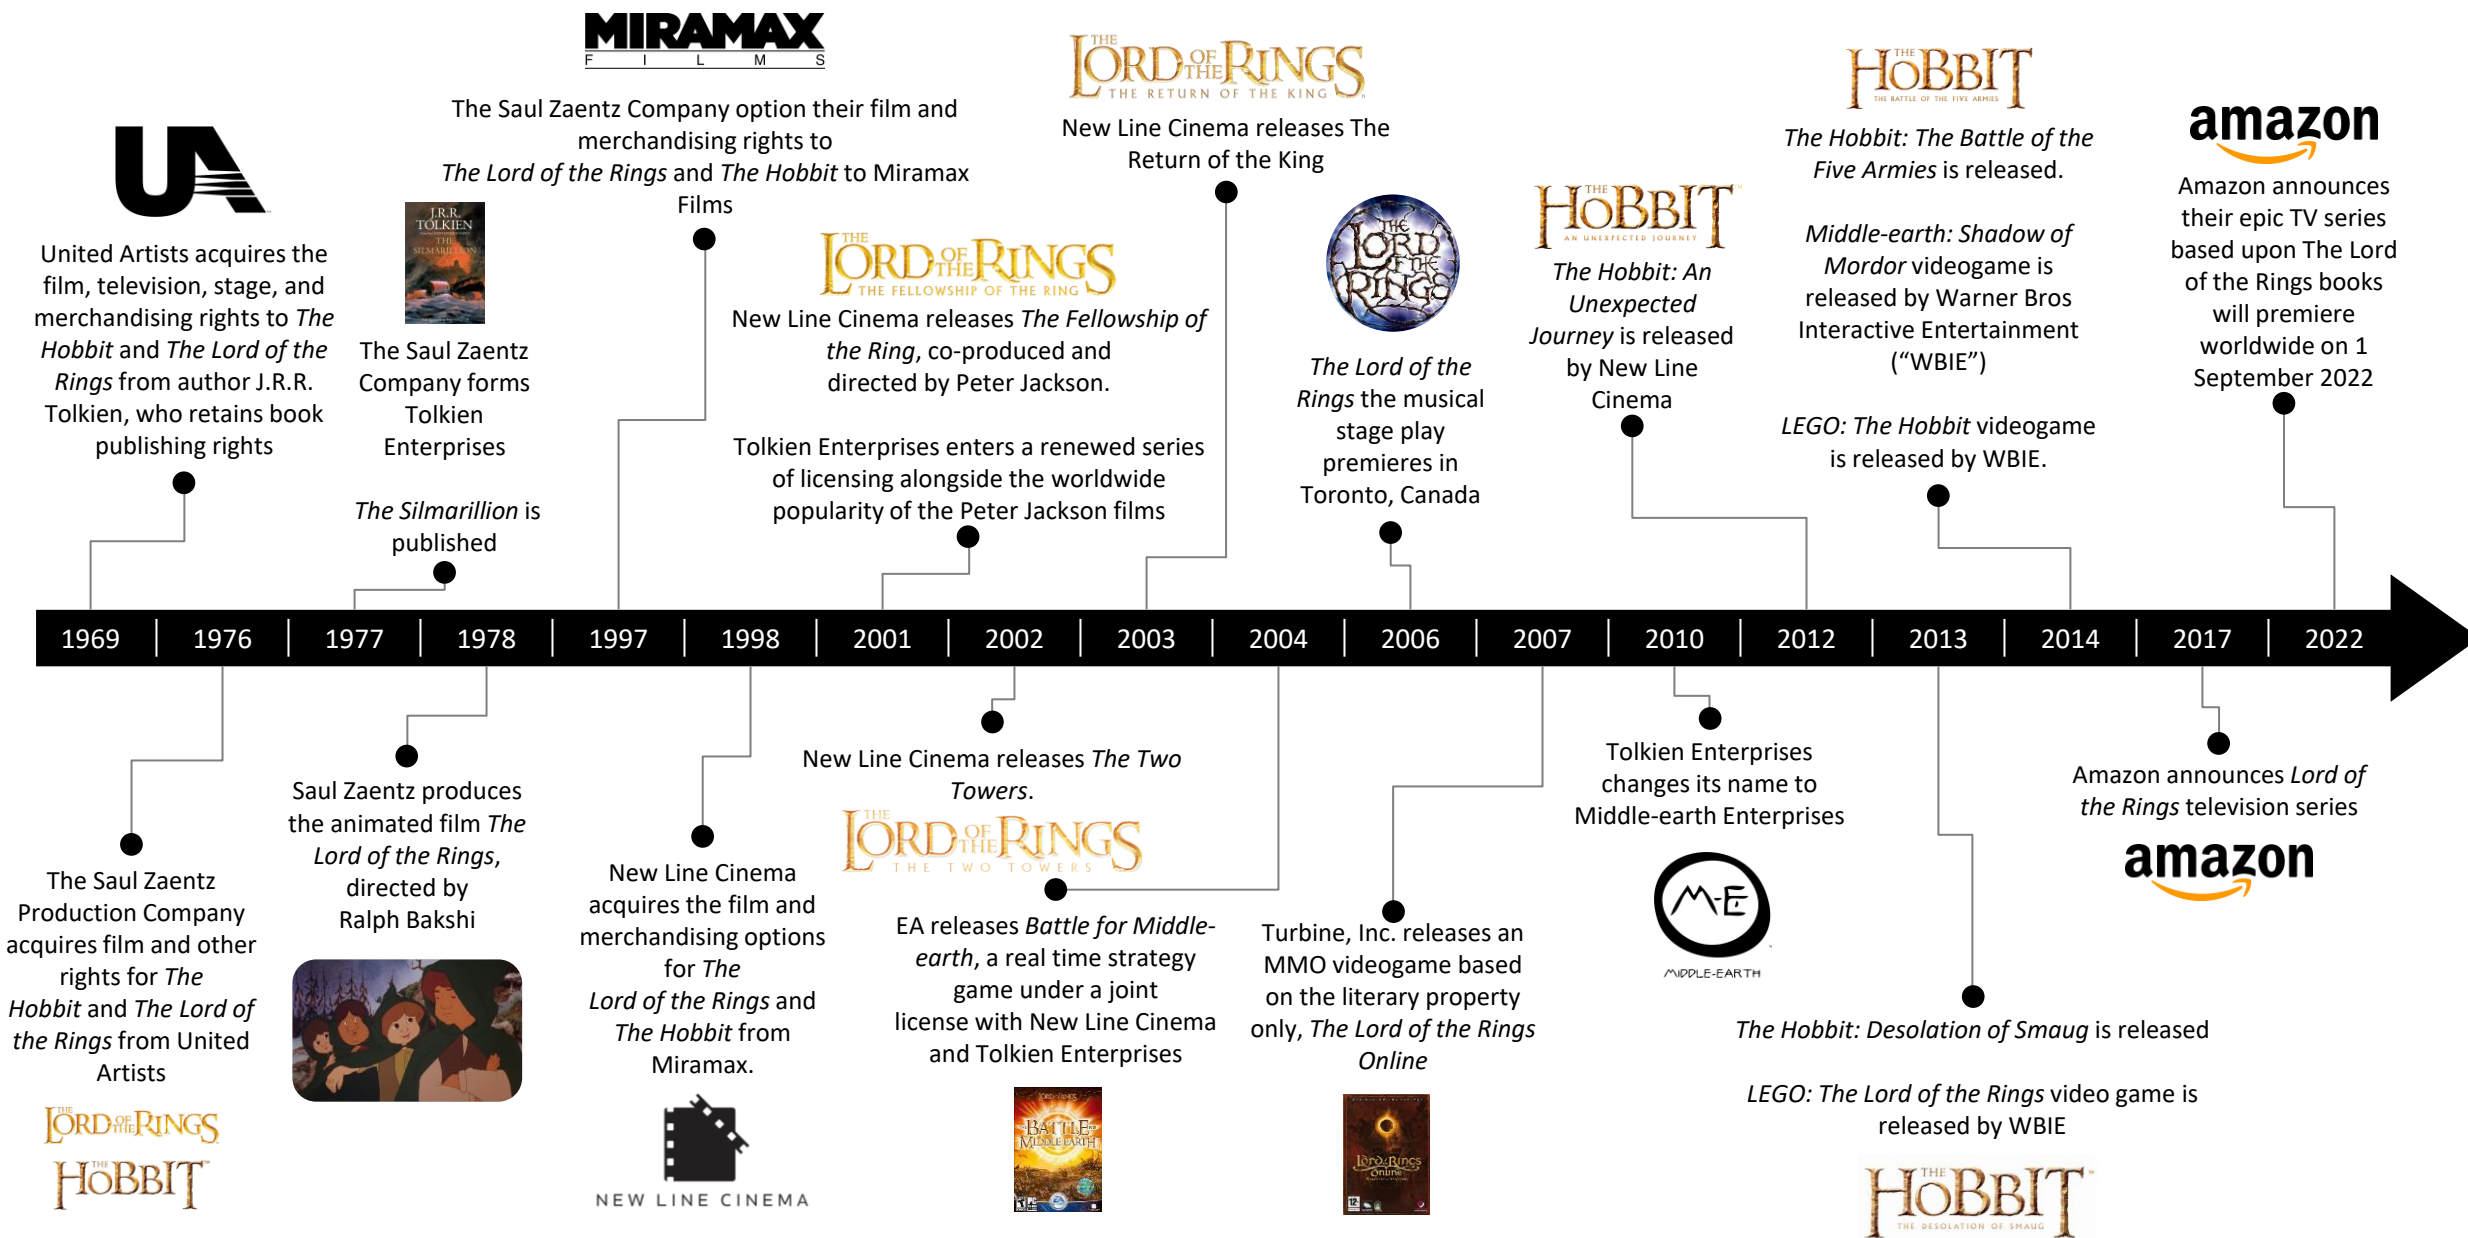 MIRAMAX
FILMS
The Saul Zaentz Company option their film and
merchandising rights to
The Lord of the Rings and The Hobbit to Miramax
Films
UA
United Artists acquires the
film, television, stage, and
merchandising rights to The
Hobbit and The Lord of the
Rings from author J.R.R.
Tolkien, who retains book
publishing rights
J.R.R.
TOLKIEN
THE
SILMARILLION
The Saul Zaentz
Company forms
Tolkien
Enterprises
The Silmarillion is
published
THE
LORD OF THE RINGS
THE FELLOWSHIP OF THE RING
New Line Cinema releases The Fellowship of
the Ring, co-produced and
directed by Peter Jackson.
Tolkien Enterprises enters a renewed series
of licensing alongside the worldwide
popularity of the Peter Jackson films
THE
LORD OF THE RINGS
THE RETURN OF THE KING
New Line Cinema releases The
Return of the King
THE
LORD
OF THE
RINGS
The Lord of the
Rings the musical
stage play
premieres in
Toronto, Canada
THE
HOBBIT
AN UNEXPECTED JOURNEY
The Hobbit: An
Unexpected
Journey is released
by New Line
Cinema
THE
HOBBIT
THE BATTLE OF THE FIVE ARMIES
The Hobbit: The Battle of the
Five Armies is released.
Middle-earth: Shadow of
Mordor videogame is
released by Warner Bros
Interactive Entertainment
(“WBIE”)
LEGO: The Hobbit videogame
is released by WBIE.
amazon
Amazon announces
their epic TV series
based upon The Lord
of the Rings books
will premiere
worldwide on 1
September 2022
1969 1976 1977 1978 1997 1998 2001 2002 2003 2004 2006 2007 2010 2012 2013 2014 2017 2022
The Saul Zaentz
Production Company
acquires film and other
rights for The
Hobbit and The Lord of
the Rings from United
Artists
THE
LORD OF THE RINGS
THE
HOBBIT
Saul Zaentz produces
the animated film The
Lord of the Rings,
directed by
Ralph Bakshi
New Line Cinema
acquires the film and
merchandising options
for The
Lord of the Rings and
The Hobbit from
Miramax.
NEW LINE CINEMA
New Line Cinema releases The Two
Towers.
THE
LORD OF THE RINGS
THE TWO TOWERS
EA releases Battle for Middle-
earth, a real time strategy
game under a joint
license with New Line Cinema
and Tolkien Enterprises
BATTLE
MIDDLE-EARTH
EA
Turbine, Inc. releases an
MMO videogame based
on the literary property
only, The Lord of the Rings
Online
Lord of the Rings
Online
12
Tolkien Enterprises
changes its name to
Middle-earth Enterprises
M-E
MIDDLE-EARTH
The Hobbit: Desolation of Smaug is released
LEGO: The Lord of the Rings video game is
released by WBIE
THE
HOBBIT
THE DESOLATION OF SMAUG
Amazon announces Lord of
the Rings television series
amazon